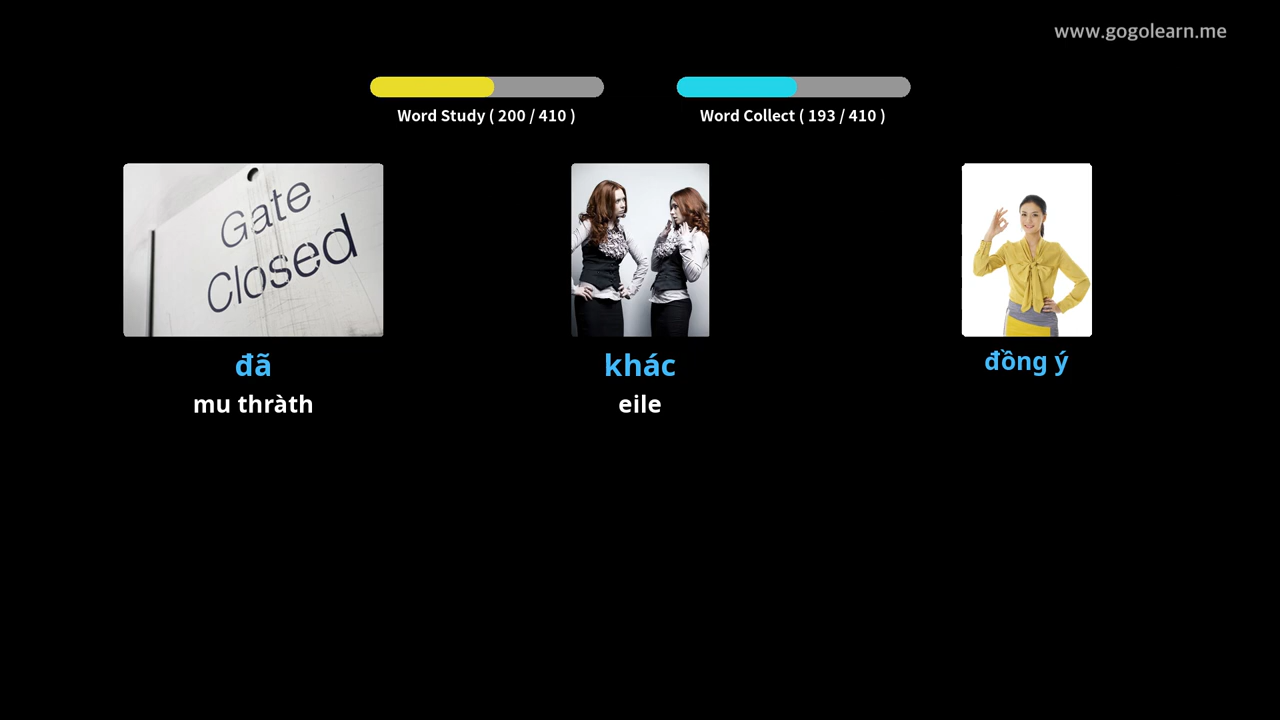 www.gogolearn.me
Word Study ( 200 / 410 )
Word Collect ( 193 / 410 )
Gate
Closed
đã
khác
đồng ý
mu thràth
eile